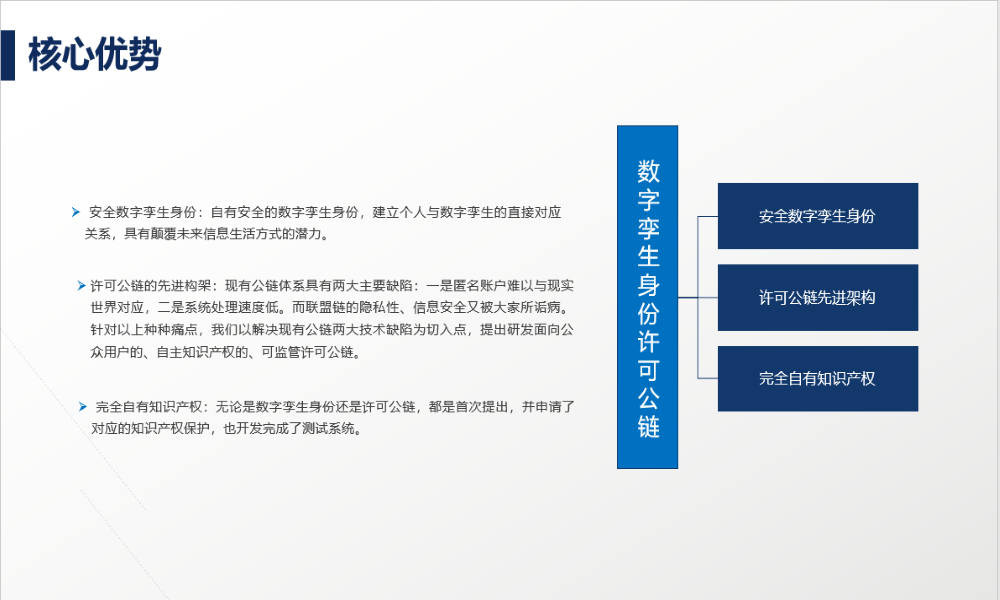 核心优势
安全数字孪生身份：自有安全的数字孪生身份，建立个人与数字孪生的直接对应
关系，具有颠覆未来信息生活方式的潜力。
许可公链的先进构架：现有公链体系具有两大主要缺陷：一是匿名账户难以与现实
世界对应，二是系统处理速度低。而联盟链的隐私性、信息安全又被大家所诟病。
针对以上种种痛点，我们以解决现有公链两大技术缺陷为切入点，提出研发面向公
众用户的、自主知识产权的、可监管许可公链。
完全自有知识产权：无论是数字孪生身份还是许可公链，都是首次提出，并申请了
对应的知识产权保护，也开发完成了测试系统。
数字孪生身份许可公链
安全数字孪生身份
许可公链先进架构
完全自有知识产权